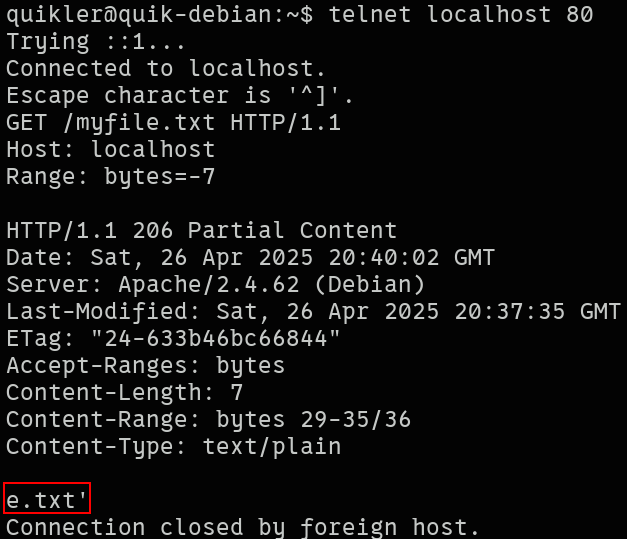 quikler@quik-debian:~$ telnet localhost 80
Trying ::1...
Connected to localhost.
Escape character is '^]'.
GET /myfile.txt HTTP/1.1
Host: localhost
Range: bytes=-7

HTTP/1.1 206 Partial Content
Date: Sat, 26 Apr 2025 20:40:02 GMT
Server: Apache/2.4.62 (Debian)
Last-Modified: Sat, 26 Apr 2025 20:37:35 GMT
ETag: "24-633b46bc66844"
Accept-Ranges: bytes
Content-Length: 7
Content-Range: bytes 29-35/36
Content-Type: text/plain

e.txt'
Connection closed by foreign host.